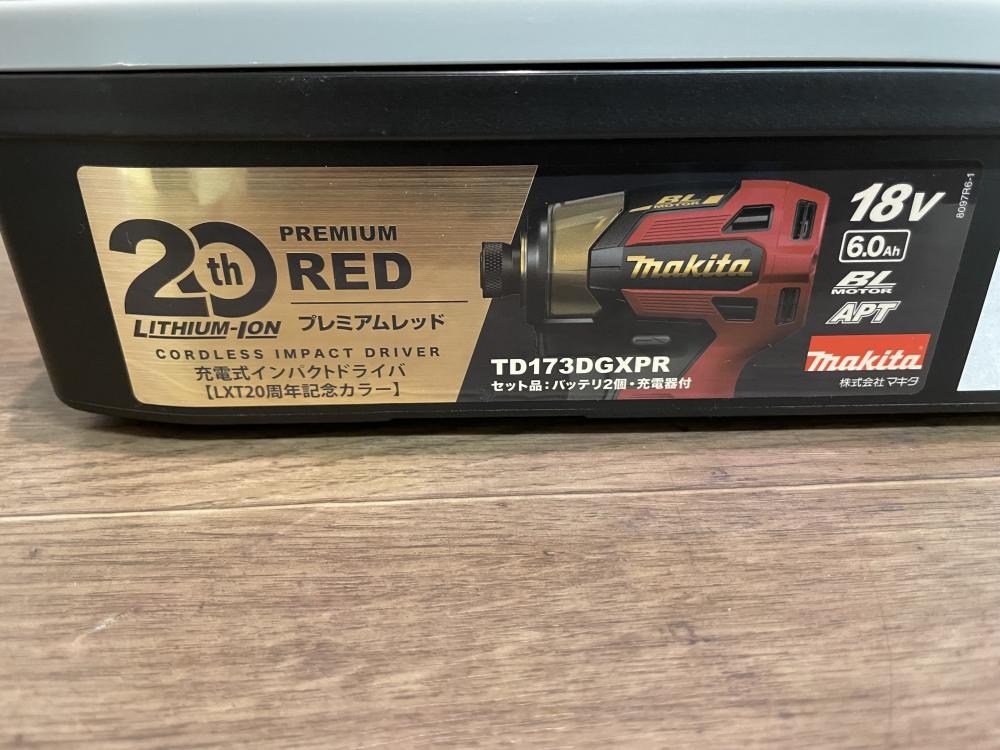 20th
LITHIUM-ION
PREMIUM
RED
プレミアムレッド
CORDLESS IMPACT DRIVER
充電式インパクトドライバ
【LXT20周年記念カラー】
BL
MOTOR
makita
TD173DGXPR
セット品：バッテリ2個・充電器付
18V
6.0Ah
BL
MOTOR
APT
makita
株式会社マキタ
8097R6-1